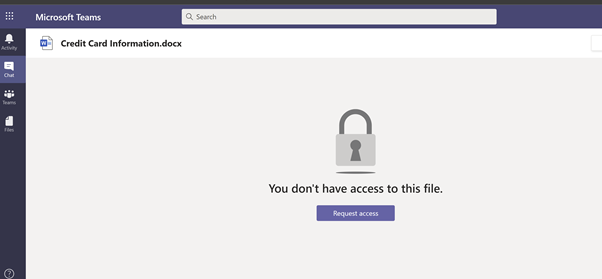 Microsoft Teams
Search
Activity
Chat
Teams
Files
W
Credit Card Information.docx
You don't have access to this file.
Request access
?